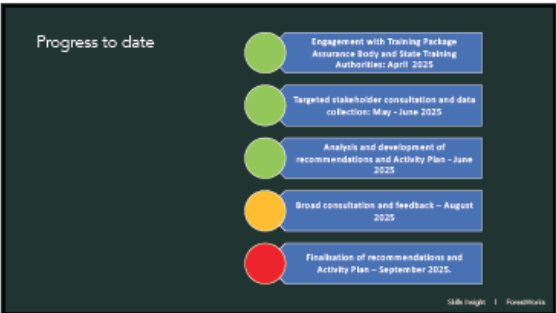 Progress to date
Engagement with Training Package
Assurance Body and State Training
Authorities: April 2025
Targeted stakeholder consultation and data
collection: May - June 2025
Analysis and development of
recommendations and Activity Plan - June
2025
Broad consultation and feedback – August
2025
Finalisation of recommendations and
Activity Plan – September 2025.
Skills Insight | ForestWorks